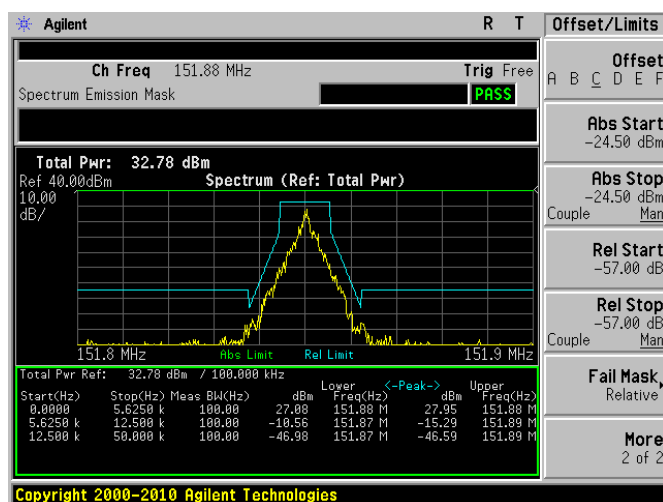 Agilent R T Offset/Limits
Ch Freq 151.88 MHz Trig Free
Spectrum Emission Mask PASS
Offset
A B C D E F
Abs Start
-24.50 dBm
Abs Stop
-24.50 dBm
Couple Man
Rel Start
-57.00 dB
Rel Stop
-57.00 dB
Couple Man
Fail Mask
Relative
More
2 of 2
Total Pwr: 32.78 dBm
Ref 40.00dBm Spectrum (Ref: Total Pwr)
10.00
dB/
151.8 MHz Abs Limit Rel Limit 151.9 MHz
Total Pwr Ref: 32.78 dBm / 100.000 kHz
Lower <-Peak-> Upper
Start(Hz) Stop(Hz) Meas BW(Hz) dBm Freq(Hz) dBm Freq(Hz)
0.0000 5.6250 k 100.00 27.08 151.88 M 27.95 151.88 M
5.6250 k 12.500 k 100.00 -10.56 151.87 M -15.29 151.89 M
12.500 k 50.000 k 100.00 -46.98 151.87 M -46.59 151.89 M
Copyright 2000-2010 Agilent Technologies